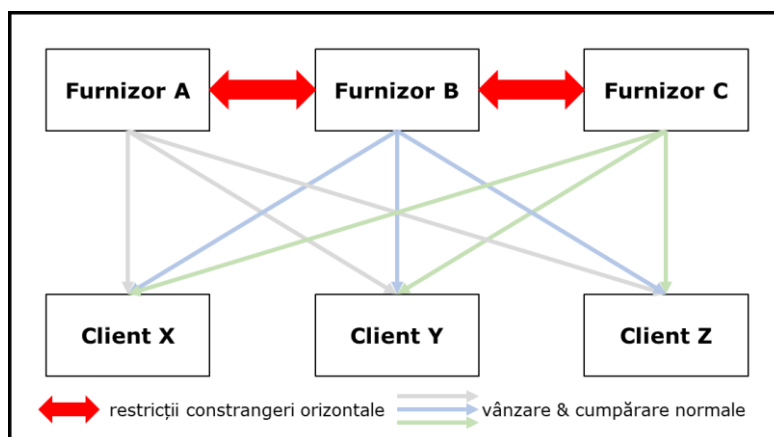 Furnizor A
Furnizor B
Furnizor C
Client X
Client Y
Client Z
restricții constrangeri orizontale
vânzare & cumpărare normale